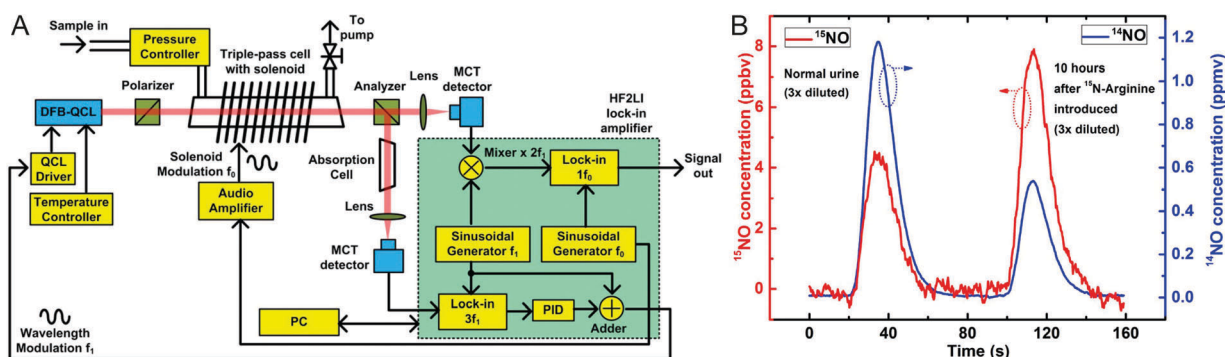 A
Sample in
Pressure
Controller
To
pump
Triple-pass cell
with solenoid
Polarizer
Analyzer
Lens
MCT
detector
HF2LI
lock-in
amplifier
DFB-QCL
QCL
Driver
Temperature
Controller
Solenoid
Modulation f₀
Audio
Amplifier
Absorption
Cell
Lens
MCT
detector
Mixer x 2f₁
Lock-in
1f₀
Signal
out
Sinusoidal
Generator f₁
Sinusoidal
Generator f₀
Lock-in
3f₁
PID
Adder
PC
Wavelength
Modulation f₁
B
¹⁵NO
¹⁴NO
Normal urine
(3x diluted)
10 hours
after ¹⁵N-Arginine
introduced
(3x diluted)
¹⁵NO concentration (ppbv)
8
6
4
2
0
¹⁴NO concentration (ppmv)
1.2
1.0
0.8
0.6
0.4
0.2
0.0
0 40 80 120 160
Time (s)